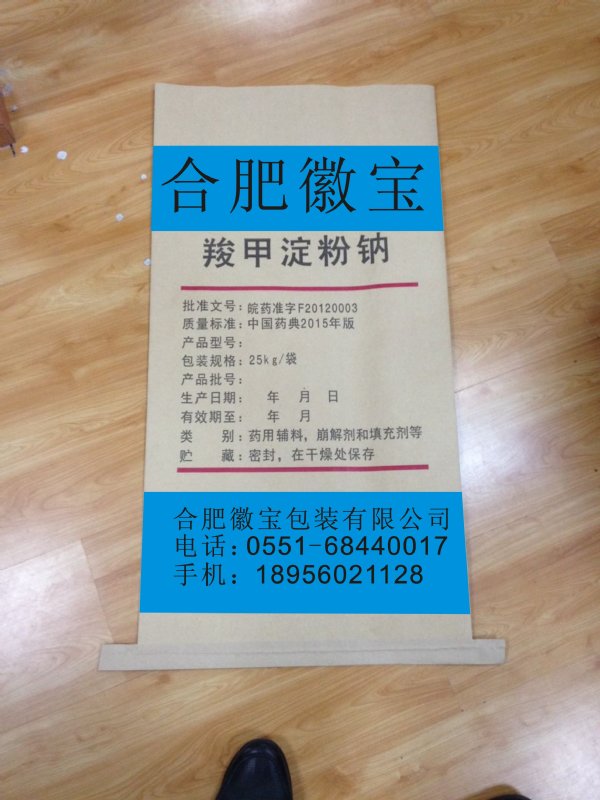 合肥徽宝
羧甲淀粉钠
批准文号：皖药准字F20120003
质量标准：中国药典2015年版
产品型号：
包装规格：25kg/袋
产品批号：
生产日期： 年 月 日
有效期至： 年 月
类 别：药用辅料，崩解剂和填充剂等
贮 藏：密封，在干燥处保存
合肥徽宝包装有限公司
电话：0551-68440017
手机：18956021128